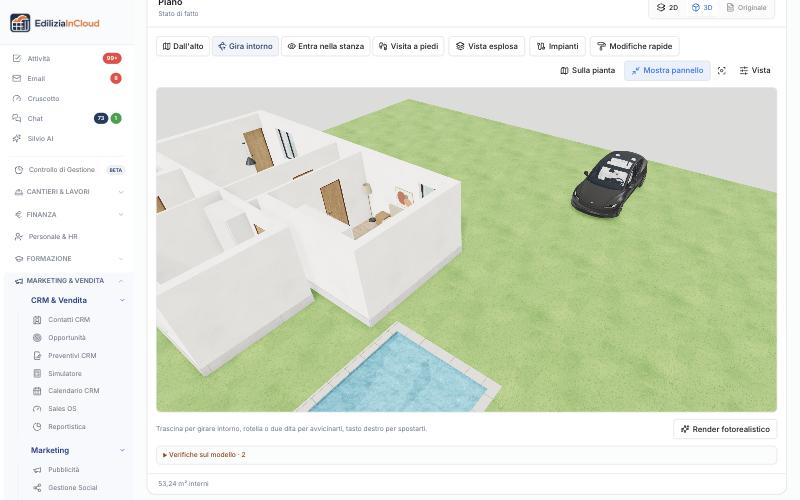 EdiliziaInCloud
Attività
99+
Email
8
Cruscotto
Chat
73
1
Silvio AI
Controllo di Gestione
BETA
CANTIERI & LAVORI
FINANZA
Personale & HR
FORMAZIONE
MARKETING & VENDITA
CRM & Vendita
Contatti CRM
Opportunità
Preventivi CRM
Simulatore
Calendario CRM
Sales OS
Reportistica
Marketing
Pubblicità
Gestione Social
Piano
Stato di fatto
2D
3D
Originale
Dall'alto
Gira intorno
Entra nella stanza
Visita a piedi
Vista esplosa
Impianti
Modifiche rapide
Sulla pianta
Mostra pannello
Vista
Trascina per girare intorno, rotella o due dita per avvicinarti, tasto destro per spostarti.
Render fotorealistico
Verifiche sul modello · 2
53,24 m² interni